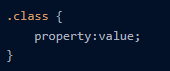 .class {
    property:value;
}